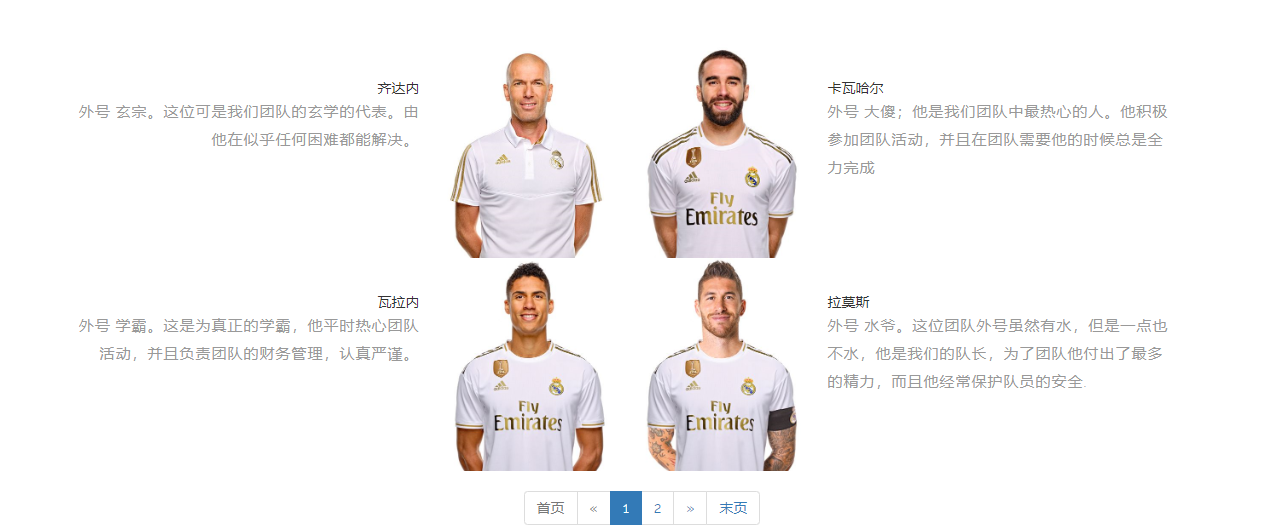 齐达内
外号 玄宗。这位可是我们团队的玄学的代表。由
他在似乎任何困难都能解决。
卡瓦哈尔
外号 大傻；他是我们团队中最热心的人。他积极
参加团队活动，并且在团队需要他的时候总是全
力完成
Fly
Emirates
瓦拉内
外号 学霸。这是为真正的学霸，他平时热心团队
活动，并且负责团队的财务管理，认真严谨。
拉莫斯
外号 水爷。这位团队外号虽然有水，但是一点也
不水，他是我们的队长，为了团队他付出了最多
的精力，而且他经常保护队员的安全.
Fly
Emirates
Fly
Emirates
首页 « 1 2 » 末页